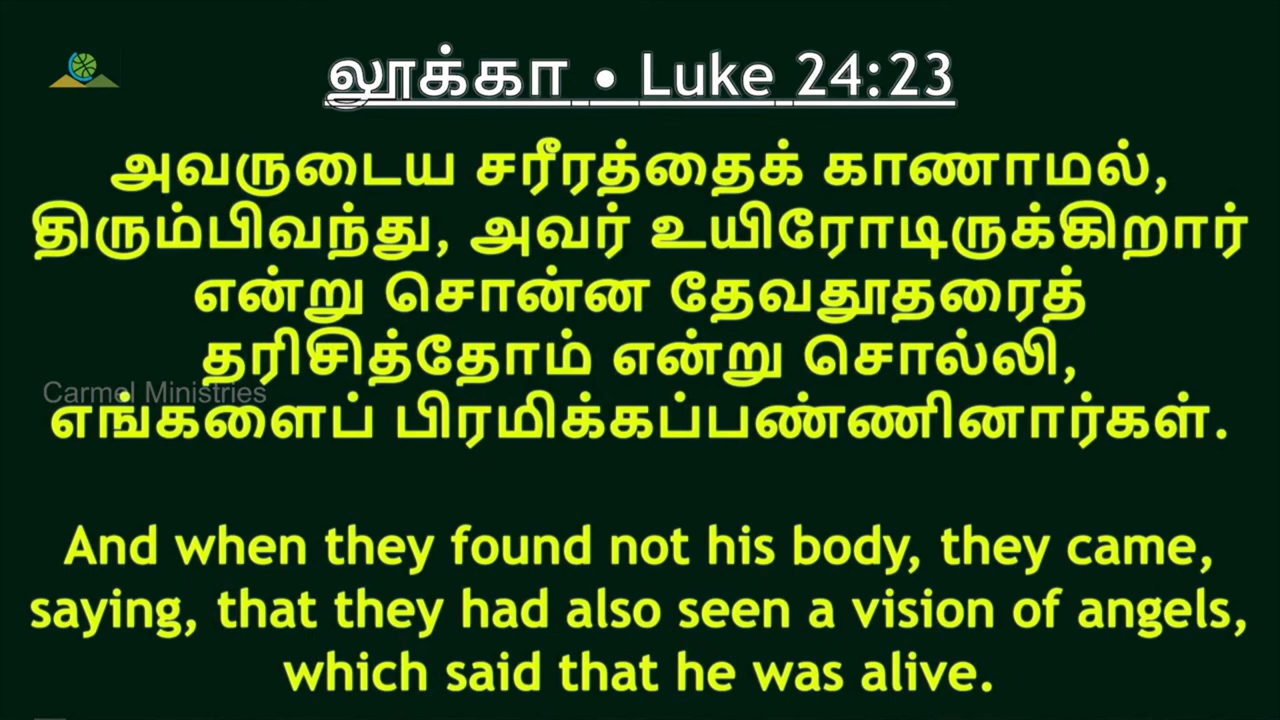 லூக்கா • Luke 24:23
அவருடைய சரீரத்தைக் காணாமல்,
திரும்பிவந்து, அவர் உயிரோடிருக்கிறார்
என்று சொன்ன தேவதூதரைத்
தரிசித்தோம் என்று சொல்லி,
Carmel Ministries
எங்களைப் பிரமிக்கப்பண்ணினார்கள்.
And when they found not his body, they came,
saying, that they had also seen a vision of angels,
which said that he was alive.